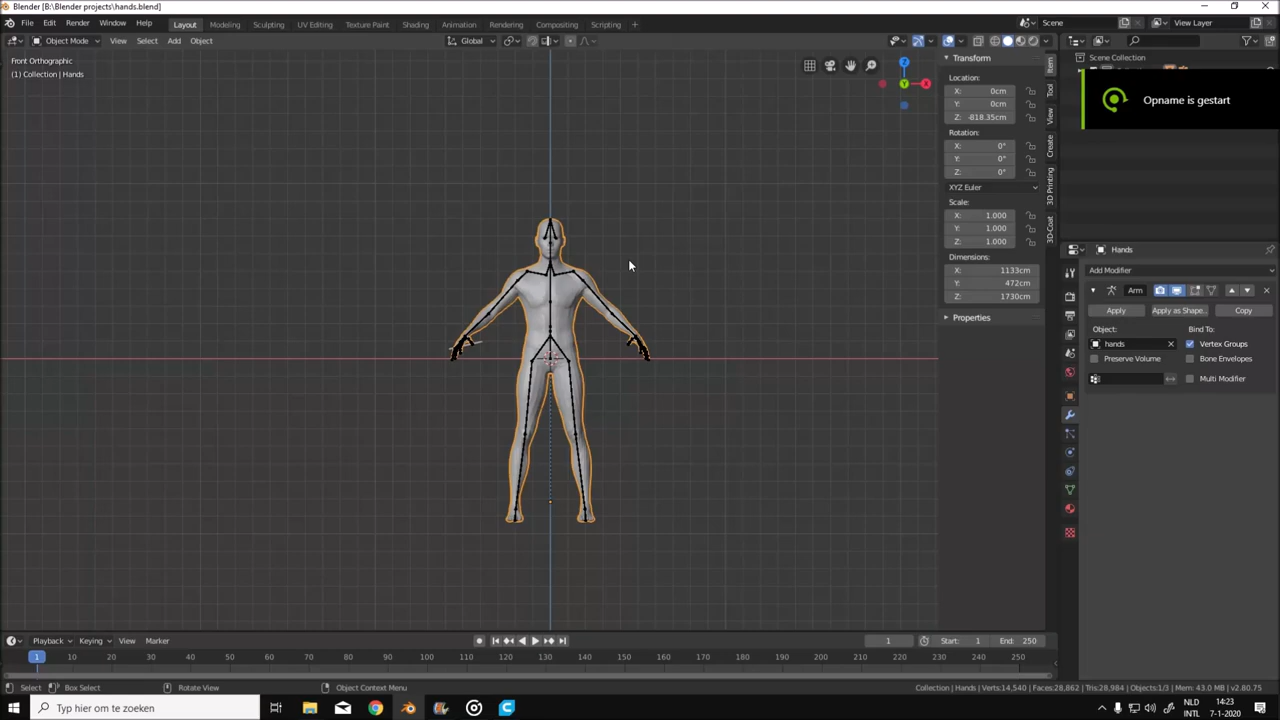 Blender [B:\Blender projects\hands.blend]
File Edit Render Window Help Layout Modeling Sculpting UV Editing Texture Paint Shading Animation Rendering Compositing Scripting + Scene View Layer
Object Mode View Select Add Object Global
Front Orthographic
(1) Collection | Hands
Z
Y
X
Transform
Location:
X: 0cm
Y: 0cm
Z: -818.35cm
Rotation:
X: 0°
Y: 0°
Z: 0°
XYZ Euler
Scale:
X: 1.000
Y: 1.000
Z: 1.000
Dimensions:
X: 1133cm
Y: 472cm
Z: 1730cm
Properties
Item
Tool
View
Create
3D Printing
3D-Coat
Scene Collection
Opname is gestart
Hands
Add Modifier
Arm
Apply Apply as Shape.. Copy
Object: Bind To:
hands Vertex Groups
Preserve Volume Bone Envelopes
Multi Modifier
Playback Keying View Marker 1 Start: 1 End: 250
1 10 20 30 40 50 60 70 80 90 100 110 120 130 140 150 160 170 180 190 200 210 220 230 240 250
Select Box Select Rotate View Object Context Menu Collection | Hands | Verts:14,540 | Faces:28,862 | Tris:28,984 | Objects:1/3 | Mem: 43.0 MB | v2.80.75
Typ hier om te zoeken
NLD
INTL
14:23
7-1-2020